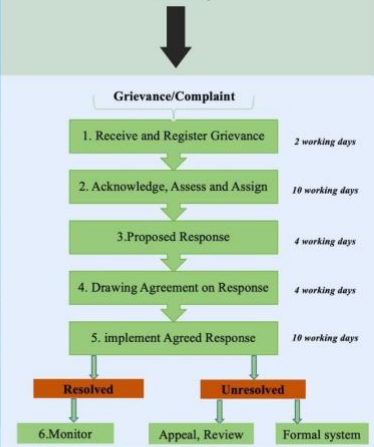 Grievance/Complaint
1. Receive and Register Grievance
2 working days
2. Acknowledge, Assess and Assign
10 working days
3.Proposed Response
4 working days
4. Drawing Agreement on Response
4 working days
5. implement Agreed Response
10 working days
Resolved
Unresolved
6.Monitor
Appeal, Review
Formal system